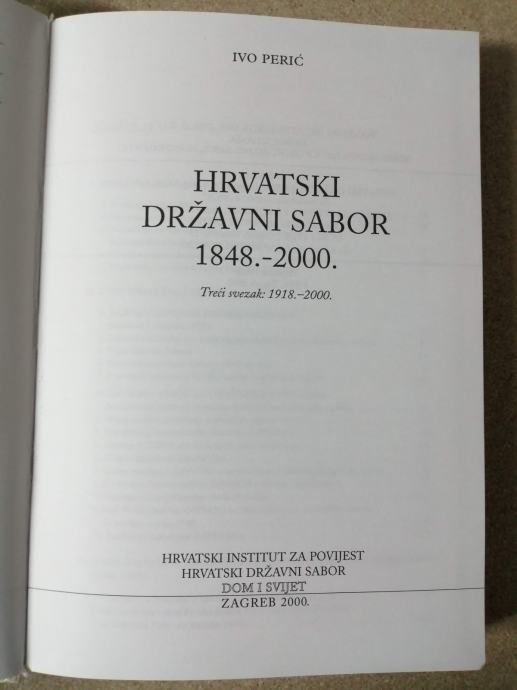 IVO PERIĆ
HRVATSKI
DRŽAVNI SABOR
1848.-2000.
Treći svezak: 1918.–2000.
HRVATSKI INSTITUT ZA POVIJEST
HRVATSKI DRŽAVNI SABOR
DOM I SVIJET
ZAGREB 2000.